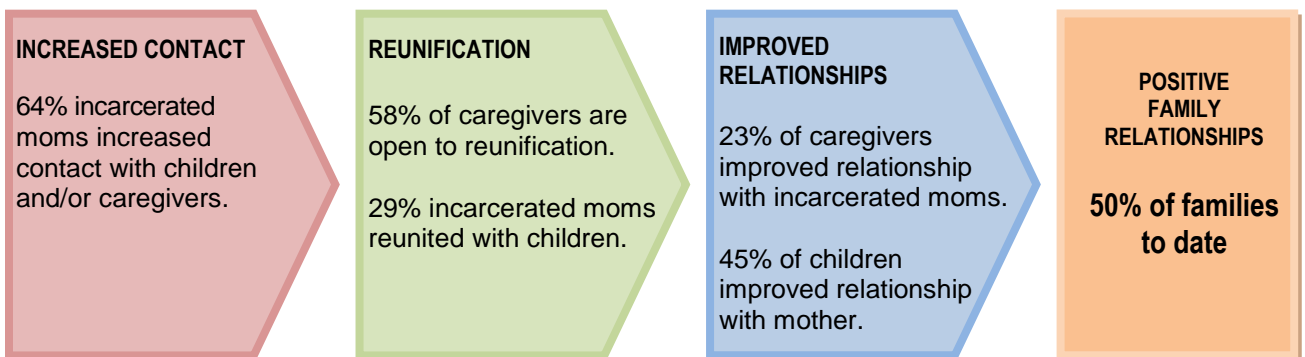 INCREASED CONTACT
64% incarcerated
moms increased
contact with children
and/or caregivers.
REUNIFICATION
58% of caregivers are
open to reunification.
29% incarcerated moms
reunited with children.
IMPROVED
RELATIONSHIPS
23% of caregivers
improved relationship
with incarcerated moms.
45% of children
improved relationship
with mother.
POSITIVE
FAMILY
RELATIONSHIPS
50% of families
to date